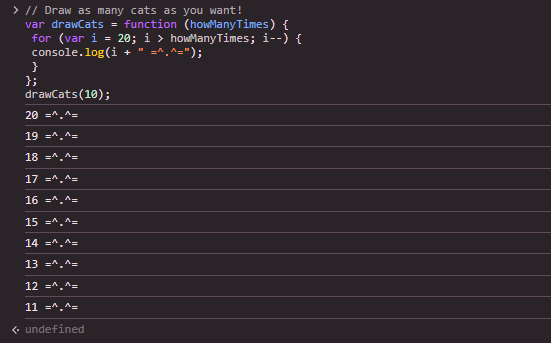 > // Draw as many cats as you want!
var drawCats = function (howManyTimes) {
for (var i = 20; i > howManyTimes; i--) {
console.log(i + " =^.^=");
}
};
drawCats(10);
20 =^.^=
19 =^.^=
18 =^.^=
17 =^.^=
16 =^.^=
15 =^.^=
14 =^.^=
13 =^.^=
12 =^.^=
11 =^.^=
undefined